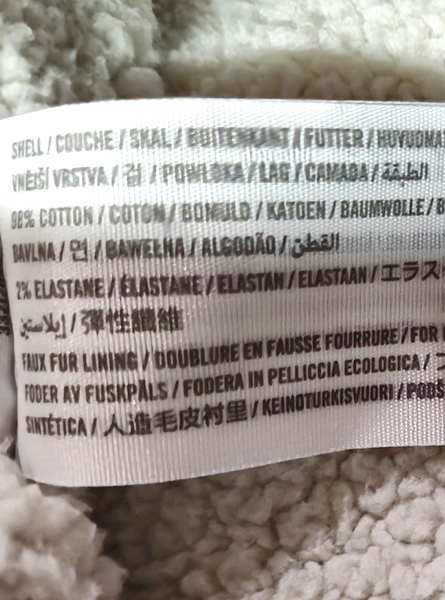 SHELL / COUCHE / SKAL / BUITENKANT / FUTTER / HUVUDMA
VNĚJŠÍ VRSTVA / 겉 / POWŁOKA / LAG / CAMADA / الطبقة
98% COTTON / COTON / BOMULD / KATOEN / BAUMWOLLE / B
BAVLNA / 면 / BAWEŁNA / ALGODÃO / القطن
2% ELASTANE / ÉLASTANE / ELASTAN / ELASTAAN / エラス
إيلاستين / 彈性纖維
FAUX FUR LINING / DOUBLURE EN FAUSSE FOURRURE / FOR
FODER AV FUSKPÄLS / FODERA IN PELLICCIA ECOLOGICA /
SINTÉTICA / 人造毛皮衬里 / KEINOTURKISVUORI / PODS